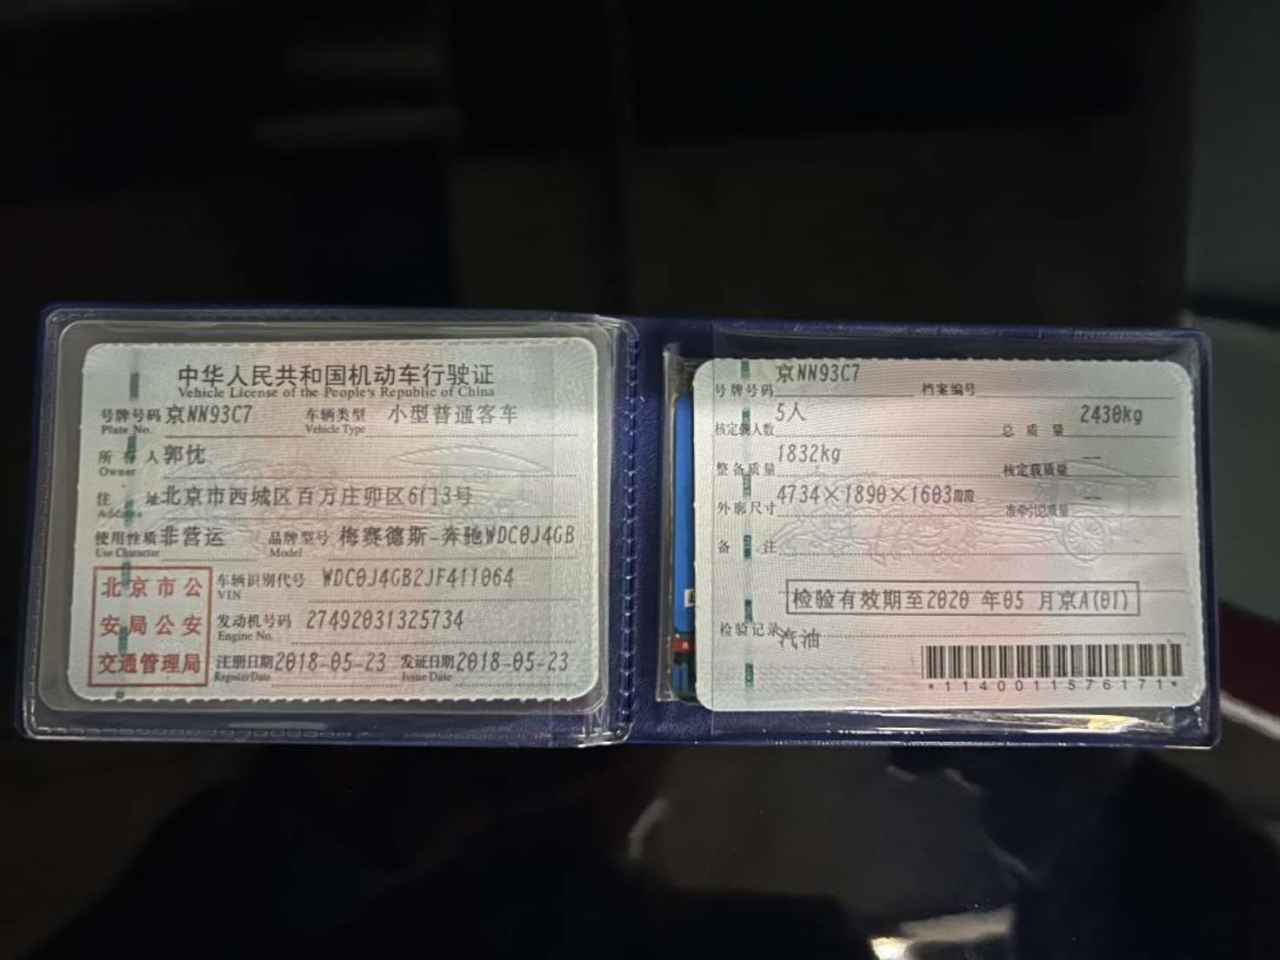 中华人民共和国机动车行驶证
Vehicle License of the People's Republic of China
号牌号码 京NN93C7 车辆类型 小型普通客车
Plate No. Vehicle Type
所有人 郭忱
Owner
住址 北京市西城区百万庄卯区6门3号
Address
使用性质 非营运 品牌型号 梅赛德斯-奔驰WDC0J4GB
Use Character Model
北京市公安局公安交通管理局
车辆识别代号 WDC0J4GB2JF411064
VIN
发动机号码 27492031325734
Engine No.
注册日期 2018-05-23 发证日期 2018-05-23
Register Date Issue Date
号牌号码 京NN93C7 档案编号
核定载人数 5人 总质量 2430kg
整备质量 1832kg 核定载质量 --
外廓尺寸 4734×1890×1603mm 准牵引总质量 --
备注
检验有效期至2020年05月京A(01)
检验记录
汽油
*1140011576171*